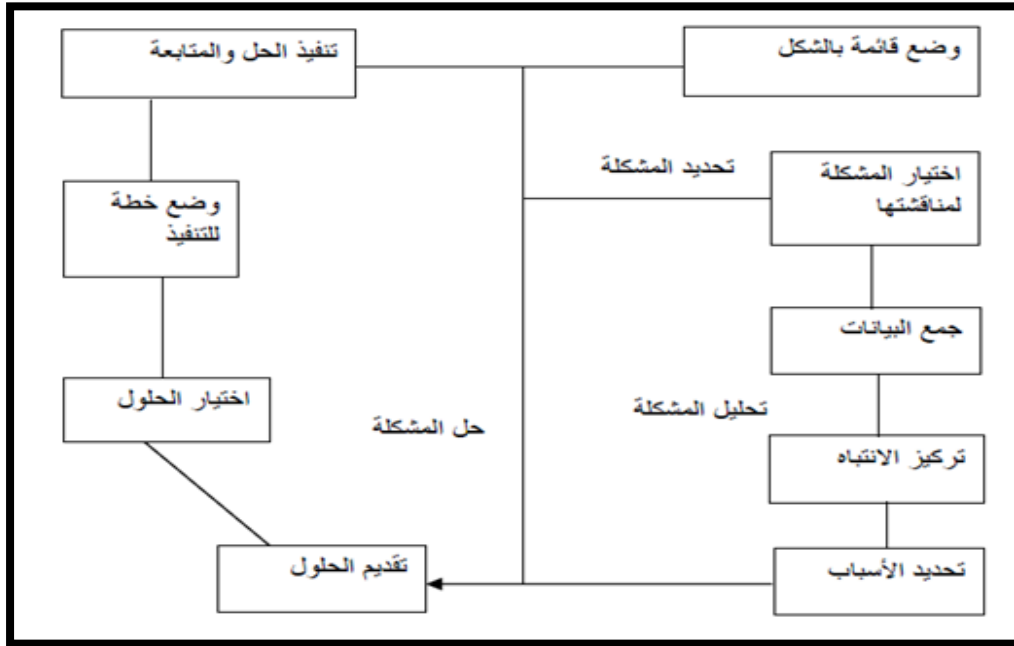 وضع قائمة بالشكل
تنفيذ الحل والمتابعة
تحديد المشكلة
اختيار المشكلة
لمناقشتها
وضع خطة
للتنفيذ
جمع البيانات
تحليل المشكلة
اختيار الحلول
حل المشكلة
تركيز الانتباه
تحديد الأسباب
تقديم الحلول